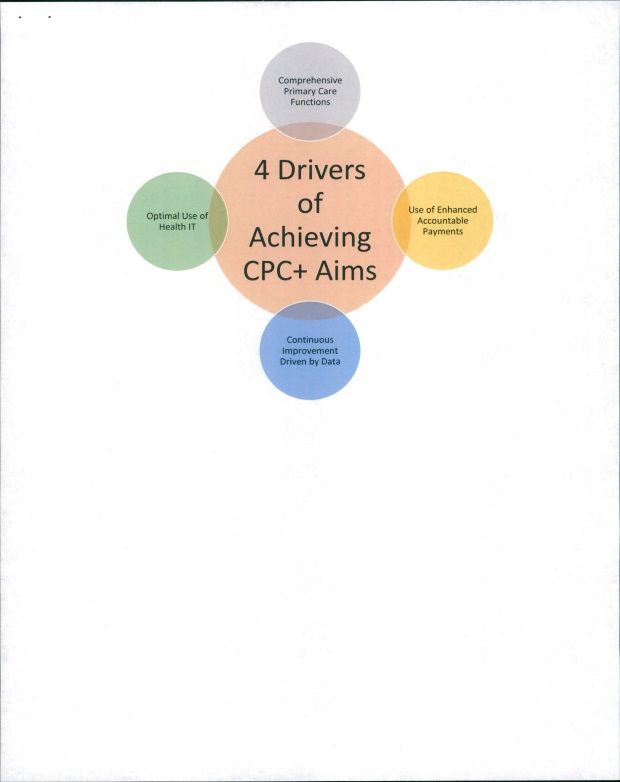 Comprehensive
Primary Care
Functions
4 Drivers
of
Achieving
CPC+ Aims
Optimal Use of
Health IT
Use of Enhanced
Accountable
Payments
Continuous
Improvement
Driven by Data